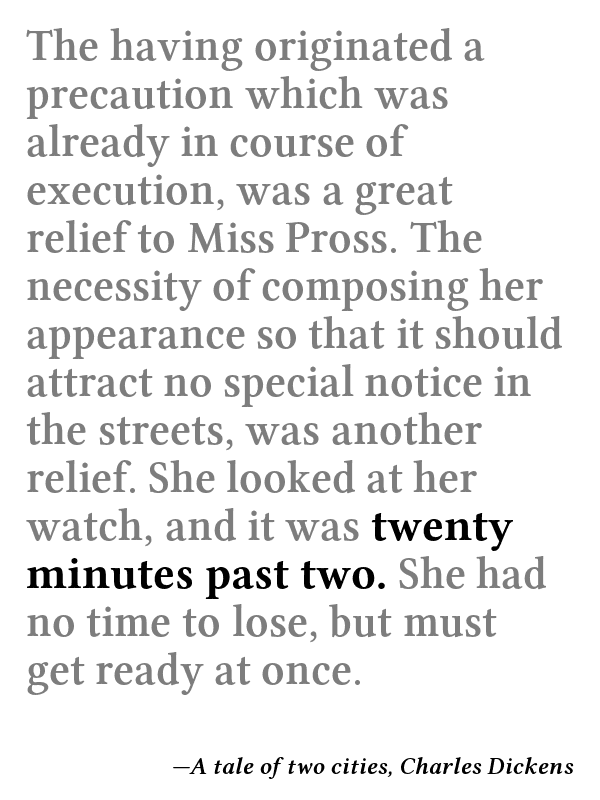 The having originated a
precaution which was
already in course of
execution, was a great
relief to Miss Pross. The
necessity of composing her
appearance so that it should
attract no special notice in
the streets, was another
relief. She looked at her
watch, and it was twenty
minutes past two. She had
no time to lose, but must
get ready at once.
—A tale of two cities, Charles Dickens